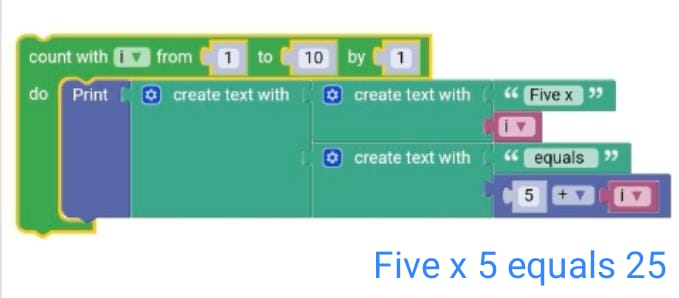 count with i from 1 to 10 by 1
do Print create text with create text with “ Five x ”
i
create text with “ equals ”
5 + i
Five x 5 equals 25